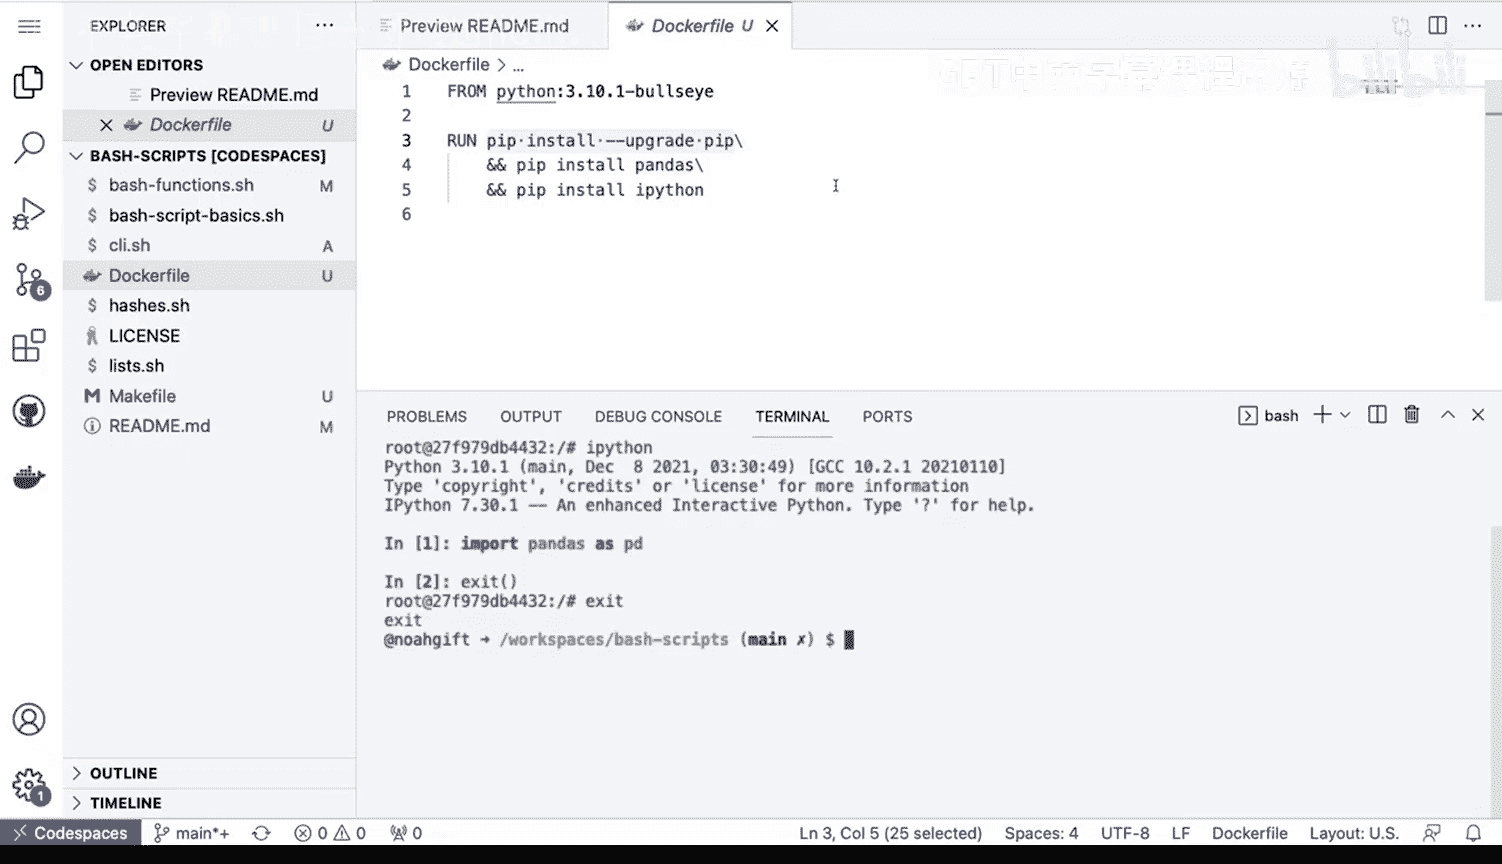 EXPLORER
Preview README.md
Dockerfile U
OPEN EDITORS
Preview README.md
Dockerfile U
BASH-SCRIPTS [CODESPACES]
$ bash-functions.sh M
$ bash-script-basics.sh
$ cli.sh A
Dockerfile U
$ hashes.sh
LICENSE
$ lists.sh
M Makefile U
README.md M
OUTLINE
TIMELINE
6
1
Dockerfile > ...
1 FROM python:3.10.1-bullseye
2
3 RUN pip install --upgrade pip\
4 && pip install pandas\
5 && pip install ipython
6
bilibili
PROBLEMS OUTPUT DEBUG CONSOLE TERMINAL PORTS
bash
root@27f979db4432:/# ipython
Python 3.10.1 (main, Dec  8 2021, 03:30:49) [GCC 10.2.1 20210110]
Type 'copyright', 'credits' or 'license' for more information
IPython 7.30.1 -- An enhanced Interactive Python. Type '?' for help.
In [1]: import pandas as pd
In [2]: exit()
root@27f979db4432:/# exit
exit
@noahgift → /workspaces/bash-scripts (main ✗) $
Codespaces main*+ 0 0 0 Ln 3, Col 5 (25 selected) Spaces: 4 UTF-8 LF Dockerfile Layout: U.S.